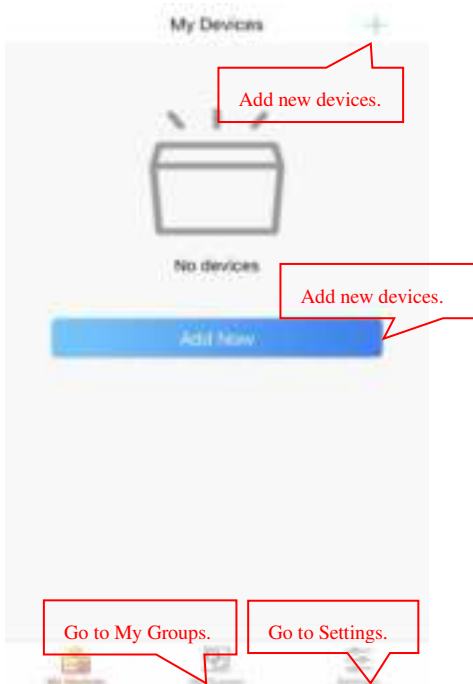 My Devices
Add new devices.
No devices
Add new devices.
Add Now
Go to My Groups.
Go to Settings.